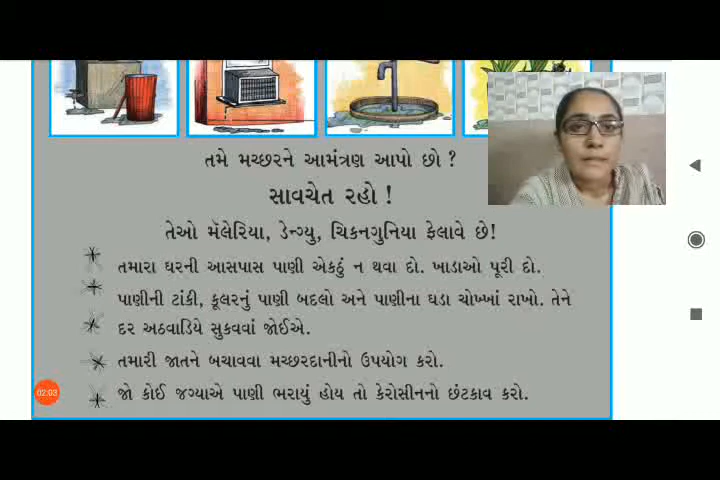 તમે મચ્છરને આમંત્રણ આપો છો ?
સાવચેત રહો !
તેઓ મૅલેરિયા, ડેન્ગ્યુ, ચિકનગુનિયા ફેલાવે છે!
તમારા ઘરની આસપાસ પાણી એકઠું ન થવા દો. ખાડાઓ પૂરી દો.
પાણીની ટાંકી, કૂલરનું પાણી બદલો અને પાણીના ઘડા ચોખ્ખાં રાખો. તેને
દર અઠવાડિયે સુકવવાં જોઈએ.
તમારી જાતને બચાવવા મચ્છરદાનીનો ઉપયોગ કરો.
02:03
જો કોઈ જગ્યાએ પાણી ભરાયું હોય તો કેરોસીનનો છંટકાવ કરો.